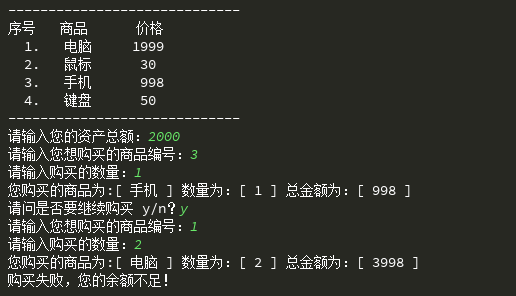 -----------------------------
序号 商品 价格
1. 电脑 1999
2. 鼠标 30
3. 手机 998
4. 键盘 50
-----------------------------
请输入您的资产总额：2000
请输入您想购买的商品编号：3
请输入购买的数量：1
您购买的商品为:[ 手机 ] 数量为：[ 1 ] 总金额为：[ 998 ]
请问是否要继续购买 y/n？y
请输入您想购买的商品编号：1
请输入购买的数量：2
您购买的商品为:[ 电脑 ] 数量为：[ 2 ] 总金额为：[ 3998 ]
购买失败，您的余额不足！